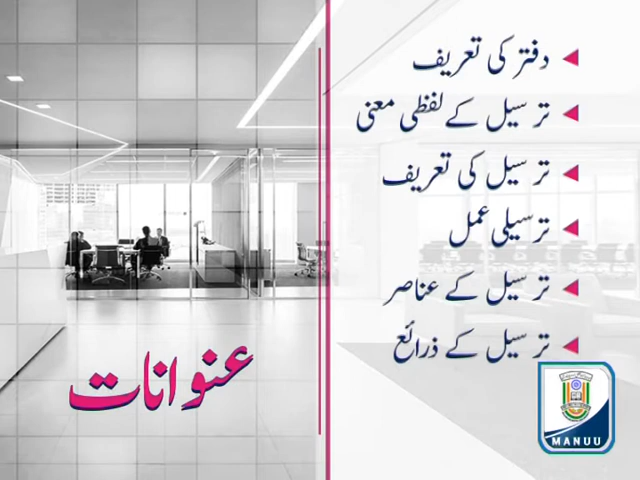 دفتر کی تعریف
ترسیل کے لفظی معنی
ترسیل کی تعریف
ترسیلی عمل
ترسیل کے عناصر
ترسیل کے ذرائع
عنوانات
MANUU